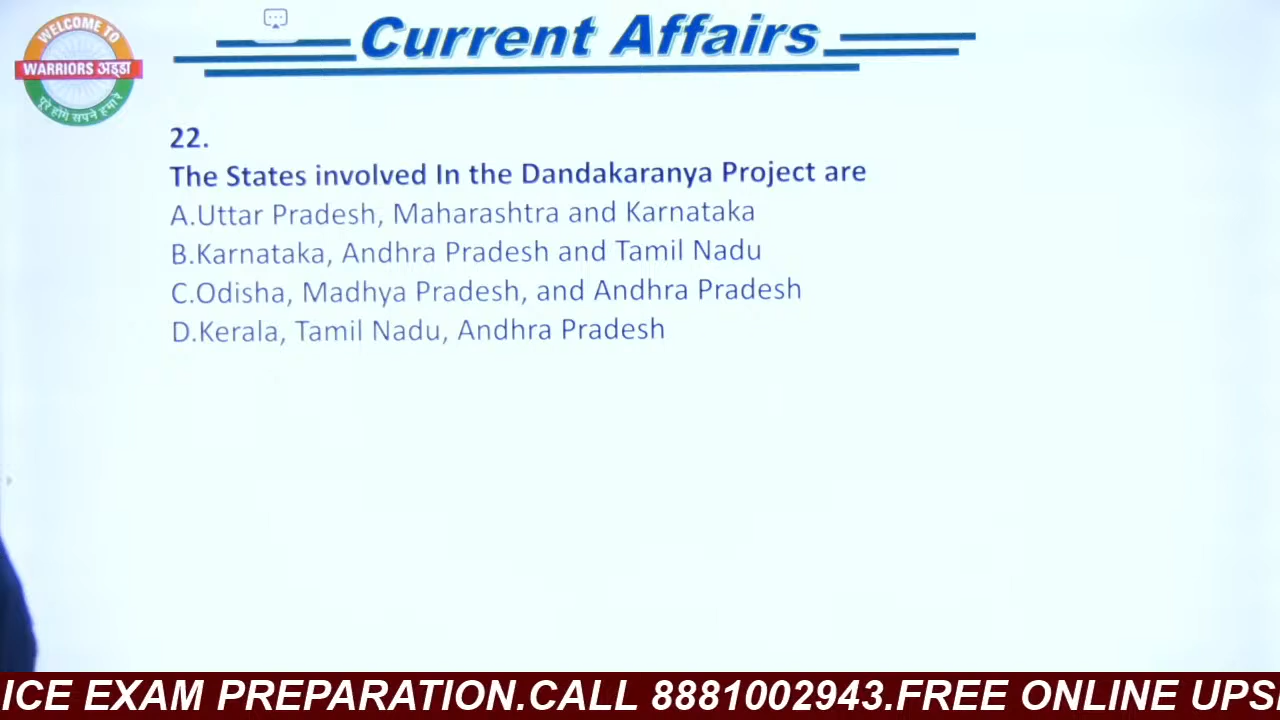 WELCOME TO
WARRIORS अड्डा
पूरे होंगे सपने हमारे
Current Affairs
22.
The States involved In the Dandakaranya Project are
A.Uttar Pradesh, Maharashtra and Karnataka
B.Karnataka, Andhra Pradesh and Tamil Nadu
C.Odisha, Madhya Pradesh, and Andhra Pradesh
D.Kerala, Tamil Nadu, Andhra Pradesh
ICE EXAM PREPARATION.CALL 8881002943.FREE ONLINE UPS